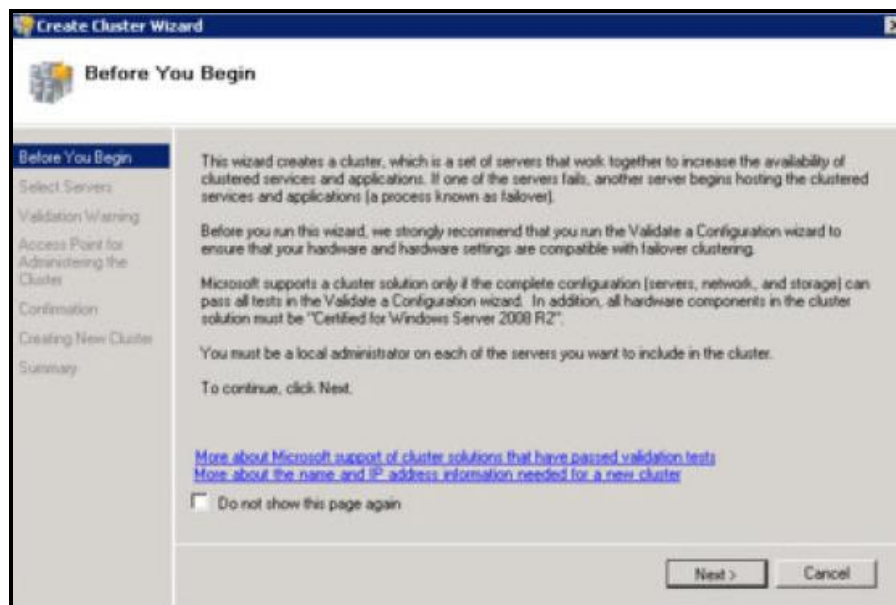 Create Cluster Wizard
Before You Begin
Before You Begin
Select Servers
Validation Warning
Access Point for
Administering the
Cluster
Confirmation
Creating New Cluster
Summary
This wizard creates a cluster, which is a set of servers that work together to increase the availability of
clustered services and applications. If one of the servers fails, another server begins hosting the clustered
services and applications (a process known as failover).
Before you run this wizard, we strongly recommend that you run the Validate a Configuration wizard to
ensure that your hardware and hardware settings are compatible with failover clustering.
Microsoft supports a cluster solution only if the complete configuration (servers, network, and storage) can
pass all tests in the Validate a Configuration wizard. In addition, all hardware components in the cluster
solution must be "Certified for Windows Server 2008 R2".
You must be a local administrator on each of the servers you want to include in the cluster.
To continue, click Next.
More about Microsoft support of cluster solutions that have passed validation tests
More about the name and IP address information needed for a new cluster
Do not show this page again
Next >
Cancel